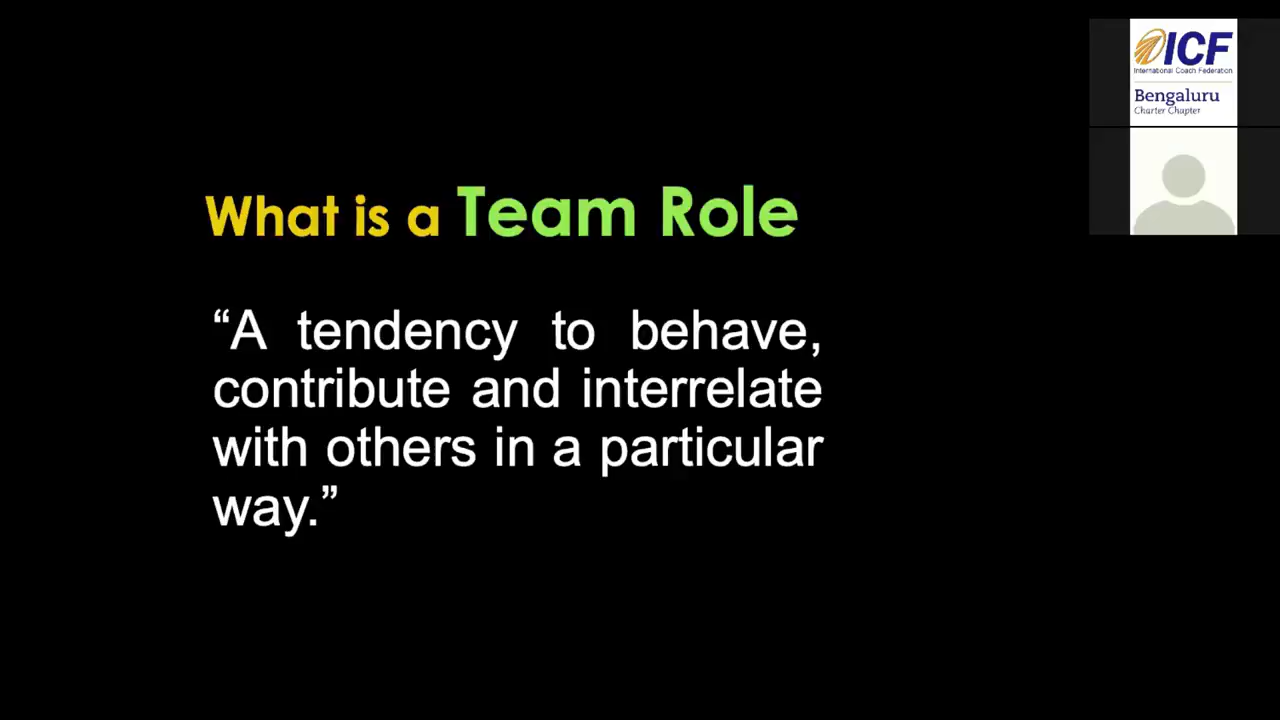 What is a Team Role
“A tendency to behave,
contribute and interrelate
with others in a particular
way.”
ICF
International Coach Federation
Bengaluru
Charter Chapter